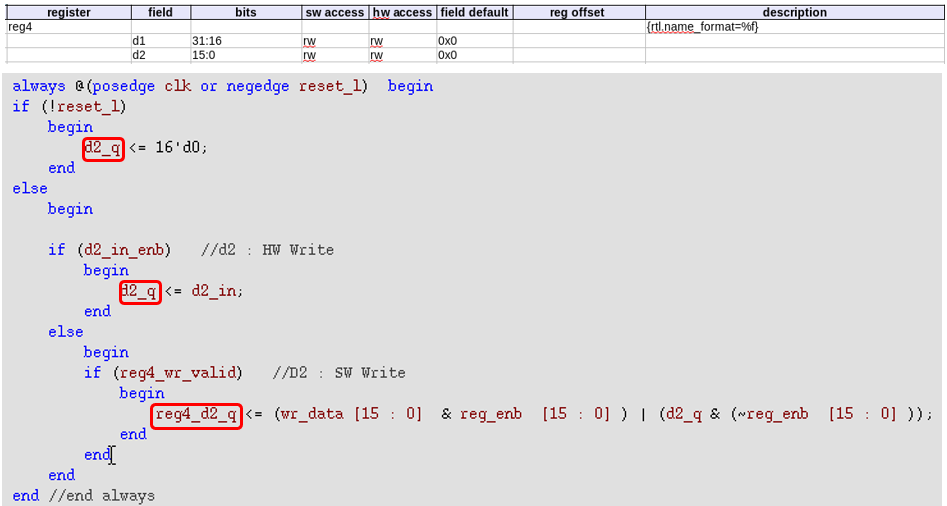 register field bits sw access hw access field default reg offset description
reg4 {rtl.name_format=%f}
d1 31:16 rw rw 0x0
d2 15:0 rw rw 0x0
always @(posedge clk or negedge reset_l) begin
if (!reset_l)
begin
d2_q <= 16'd0;
end
else
begin
if (d2_in_enb) //d2 : HW Write
begin
d2_q <= d2_in;
end
else
begin
if (reg4_wr_valid) //D2 : SW Write
begin
reg4_d2_q <= (wr_data [15 : 0] & reg_enb [15 : 0] ) | (d2_q & (~reg_enb [15 : 0] ));
end
end
end
end //end always